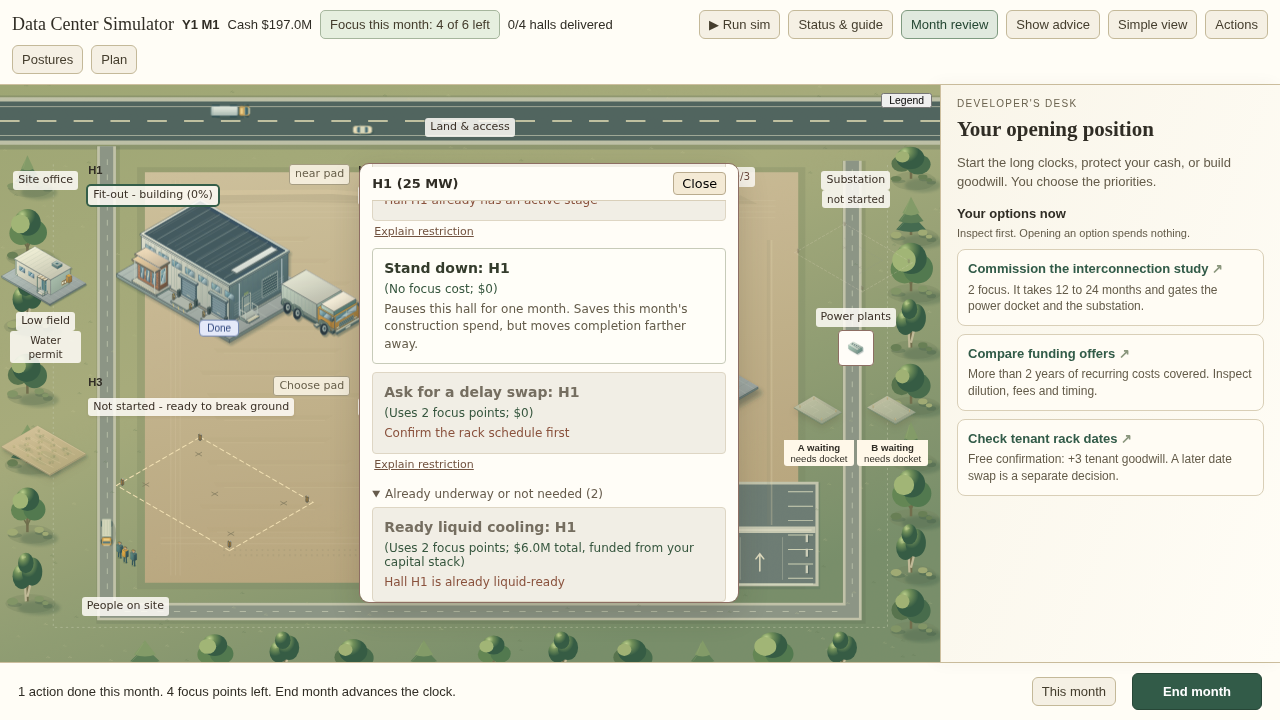 Data Center Simulator Y1 M1 Cash $197.0M Focus this month: 4 of 6 left 0/4 halls delivered
▶ Run sim Status & guide Month review Show advice Simple view Actions
Postures Plan
Legend
Land & access
Site office
H1
near pad
Fit-out - building (0%)
Done
Low field
Water permit
H3
Choose pad
Not started - ready to break ground
People on site
/3
Substation
not started
Power plants
A waiting
needs docket
B waiting
needs docket
H1 (25 MW)
Close
Hall H1 already has an active stage
Explain restriction
Stand down: H1
(No focus cost; $0)
Pauses this hall for one month. Saves this month's
construction spend, but moves completion farther
away.
Ask for a delay swap: H1
(Uses 2 focus points; $0)
Confirm the rack schedule first
Explain restriction
▼ Already underway or not needed (2)
Ready liquid cooling: H1
(Uses 2 focus points; $6.0M total, funded from your
capital stack)
Hall H1 is already liquid-ready
DEVELOPER'S DESK
Your opening position
Start the long clocks, protect your cash, or build
goodwill. You choose the priorities.
Your options now
Inspect first. Opening an option spends nothing.
Commission the interconnection study ↗
2 focus. It takes 12 to 24 months and gates the
power docket and the substation.
Compare funding offers ↗
More than 2 years of recurring costs covered. Inspect
dilution, fees and timing.
Check tenant rack dates ↗
Free confirmation: +3 tenant goodwill. A later date
swap is a separate decision.
1 action done this month. 4 focus points left. End month advances the clock.
This month
End month